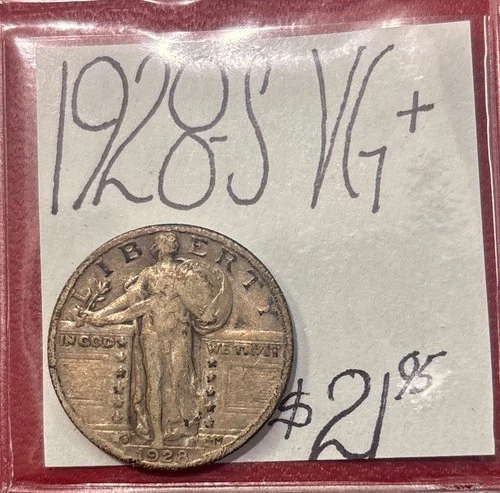 1928-S VG+
LIBERTY
IN GOD WE TRUST
M
1928
$21.95